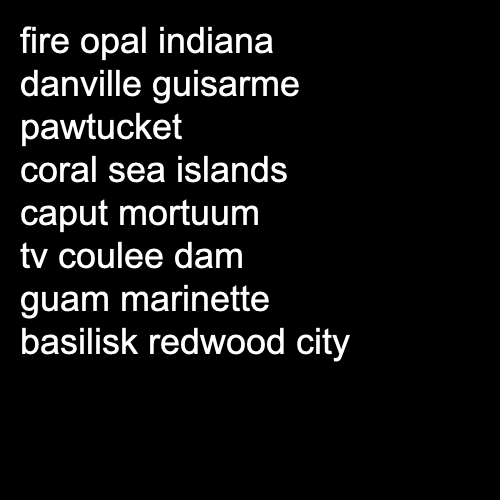 fire opal indiana
danville guisarme
pawtucket
coral sea islands
caput mortuum
tv coulee dam
guam marinette
basilisk redwood city